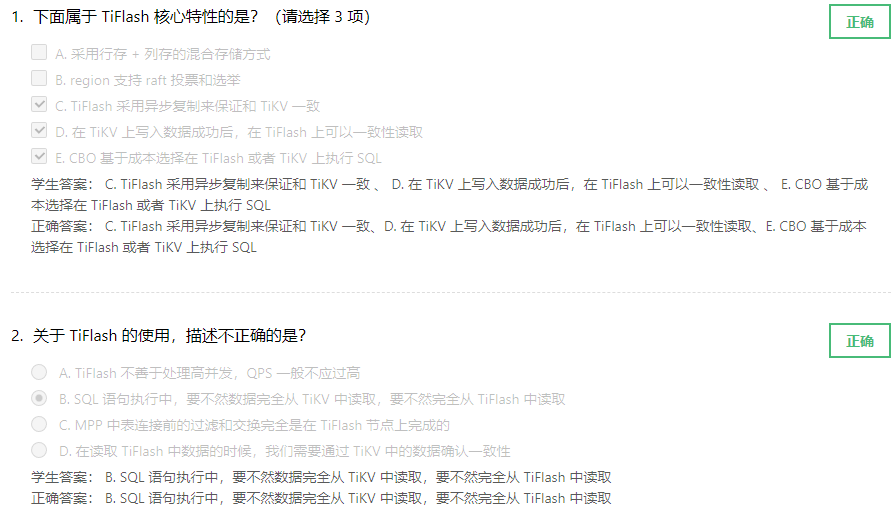 1. 下面属于 TiFlash 核心特性的是？（请选择 3 项）
正确
A. 采用行存 + 列存的混合存储方式
B. region 支持 raft 投票和选举
C. TiFlash 采用异步复制来保证和 TiKV 一致
D. 在 TiKV 上写入数据成功后，在 TiFlash 上可以一致性读取
E. CBO 基于成本选择在 TiFlash 或者 TiKV 上执行 SQL
学生答案： C. TiFlash 采用异步复制来保证和 TiKV 一致 、 D. 在 TiKV 上写入数据成功后，在 TiFlash 上可以一致性读取 、 E. CBO 基于成
本选择在 TiFlash 或者 TiKV 上执行 SQL
正确答案： C. TiFlash 采用异步复制来保证和 TiKV 一致、D. 在 TiKV 上写入数据成功后，在 TiFlash 上可以一致性读取、E. CBO 基于成本
选择在 TiFlash 或者 TiKV 上执行 SQL
2. 关于 TiFlash 的使用，描述不正确的是？
正确
A. TiFlash 不善于处理高并发，QPS 一般不应过高
B. SQL 语句执行中，要不然数据完全从 TiKV 中读取，要不然完全从 TiFlash 中读取
C. MPP 中表连接前的过滤和交换完全是在 TiFlash 节点上完成的
D. 在读取 TiFlash 中数据的时候，我们需要通过 TiKV 中的数据确认一致性
学生答案： B. SQL 语句执行中，要不然数据完全从 TiKV 中读取，要不然完全从 TiFlash 中读取
正确答案： B. SQL 语句执行中，要不然数据完全从 TiKV 中读取，要不然完全从 TiFlash 中读取